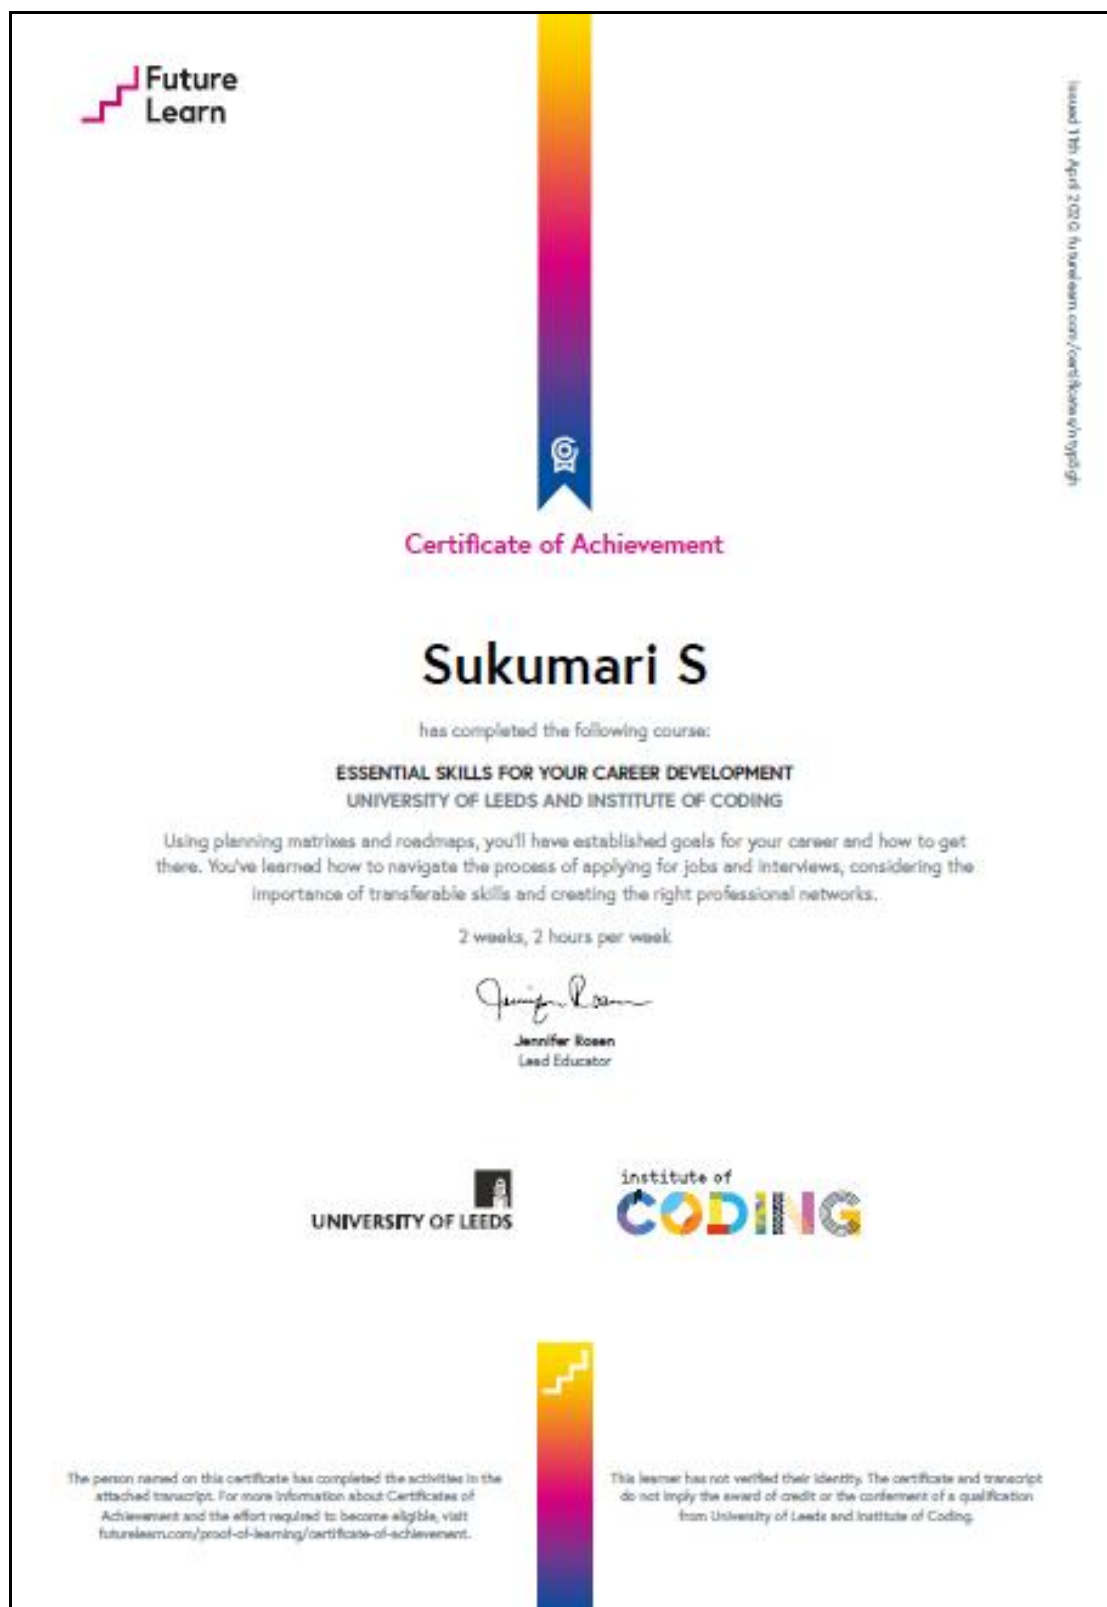 Future
Learn
Issued 11th April 2020.
Certificate of Achievement
Sukumari S
has completed the following course:
ESSENTIAL SKILLS FOR YOUR CAREER DEVELOPMENT
UNIVERSITY OF LEEDS AND INSTITUTE OF CODING
Using planning matrixes and roadmaps, you'll have established goals for your career and how to get
there. You've learned how to navigate the process of applying for jobs and interviews, considering the
importance of transferable skills and creating the right professional networks.
2 weeks, 2 hours per week
Jennifer Rosen
Lead Educator
UNIVERSITY OF LEEDS
institute of
CODING
The person named on this certificate has completed the activities in the
attached transcript. For more information about Certificates of
Achievement and the effort required to become eligible, visit
futurelearn.com/proof-of-learning/certificate-of-achievement.
This learner has not verified their identity. The certificate and transcript
do not imply the award of credit or the conferment of a qualification
from University of Leeds and Institute of Coding.